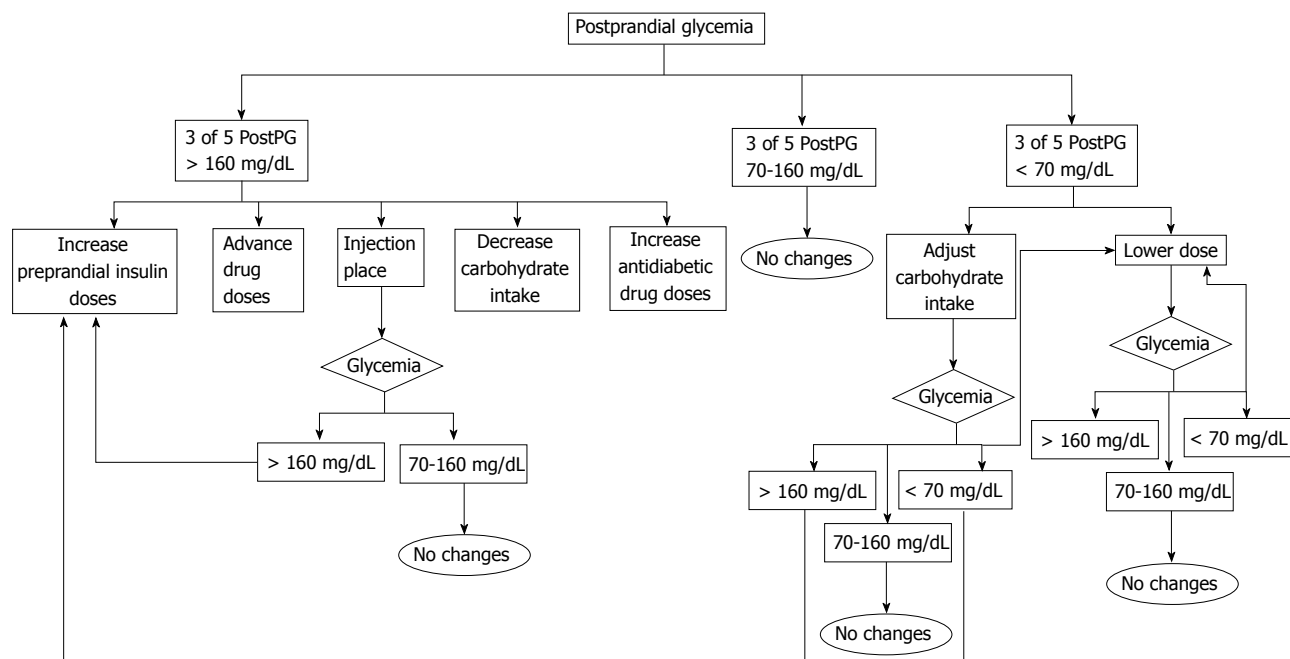 Postprandial glycemia
3 of 5 PostPG
> 160 mg/dL
3 of 5 PostPG
70-160 mg/dL
3 of 5 PostPG
< 70 mg/dL
Increase
preprandial insulin
doses
Advance
drug
doses
Injection
place
Decrease
carbohydrate
intake
Increase
antidiabetic
drug doses
No changes
Adjust
carbohydrate
intake
Lower dose
Glycemia
Glycemia
Glycemia
> 160 mg/dL
70-160 mg/dL
No changes
> 160 mg/dL
70-160 mg/dL
< 70 mg/dL
No changes
> 160 mg/dL
70-160 mg/dL
< 70 mg/dL
No changes